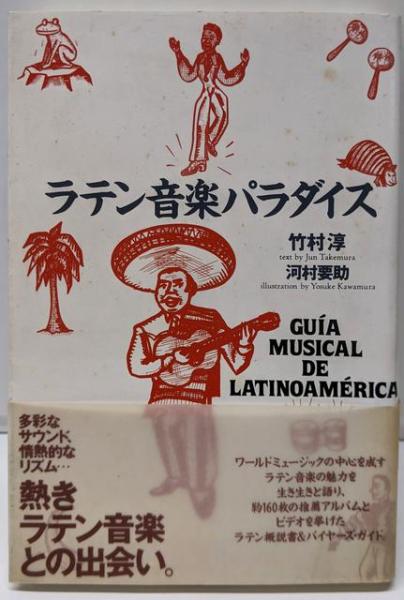 ラテン音楽パラダイス
竹村淳
text by Jun Takemura
河村要助
illustration by Yosuke Kawamura
GUÍA
MUSICAL
DE
LATINOAMÉRICA
多彩な
サウンド、
情熱的な
リズム…
熱き
ラテン音楽
との出会い。
ワールドミュージックの中心を成す
ラテン音楽の魅力を
生き生きと語り、
約160枚の推薦アルバムと
ビデオを挙げた
ラテン概説書&バイヤーズ・ガイド。